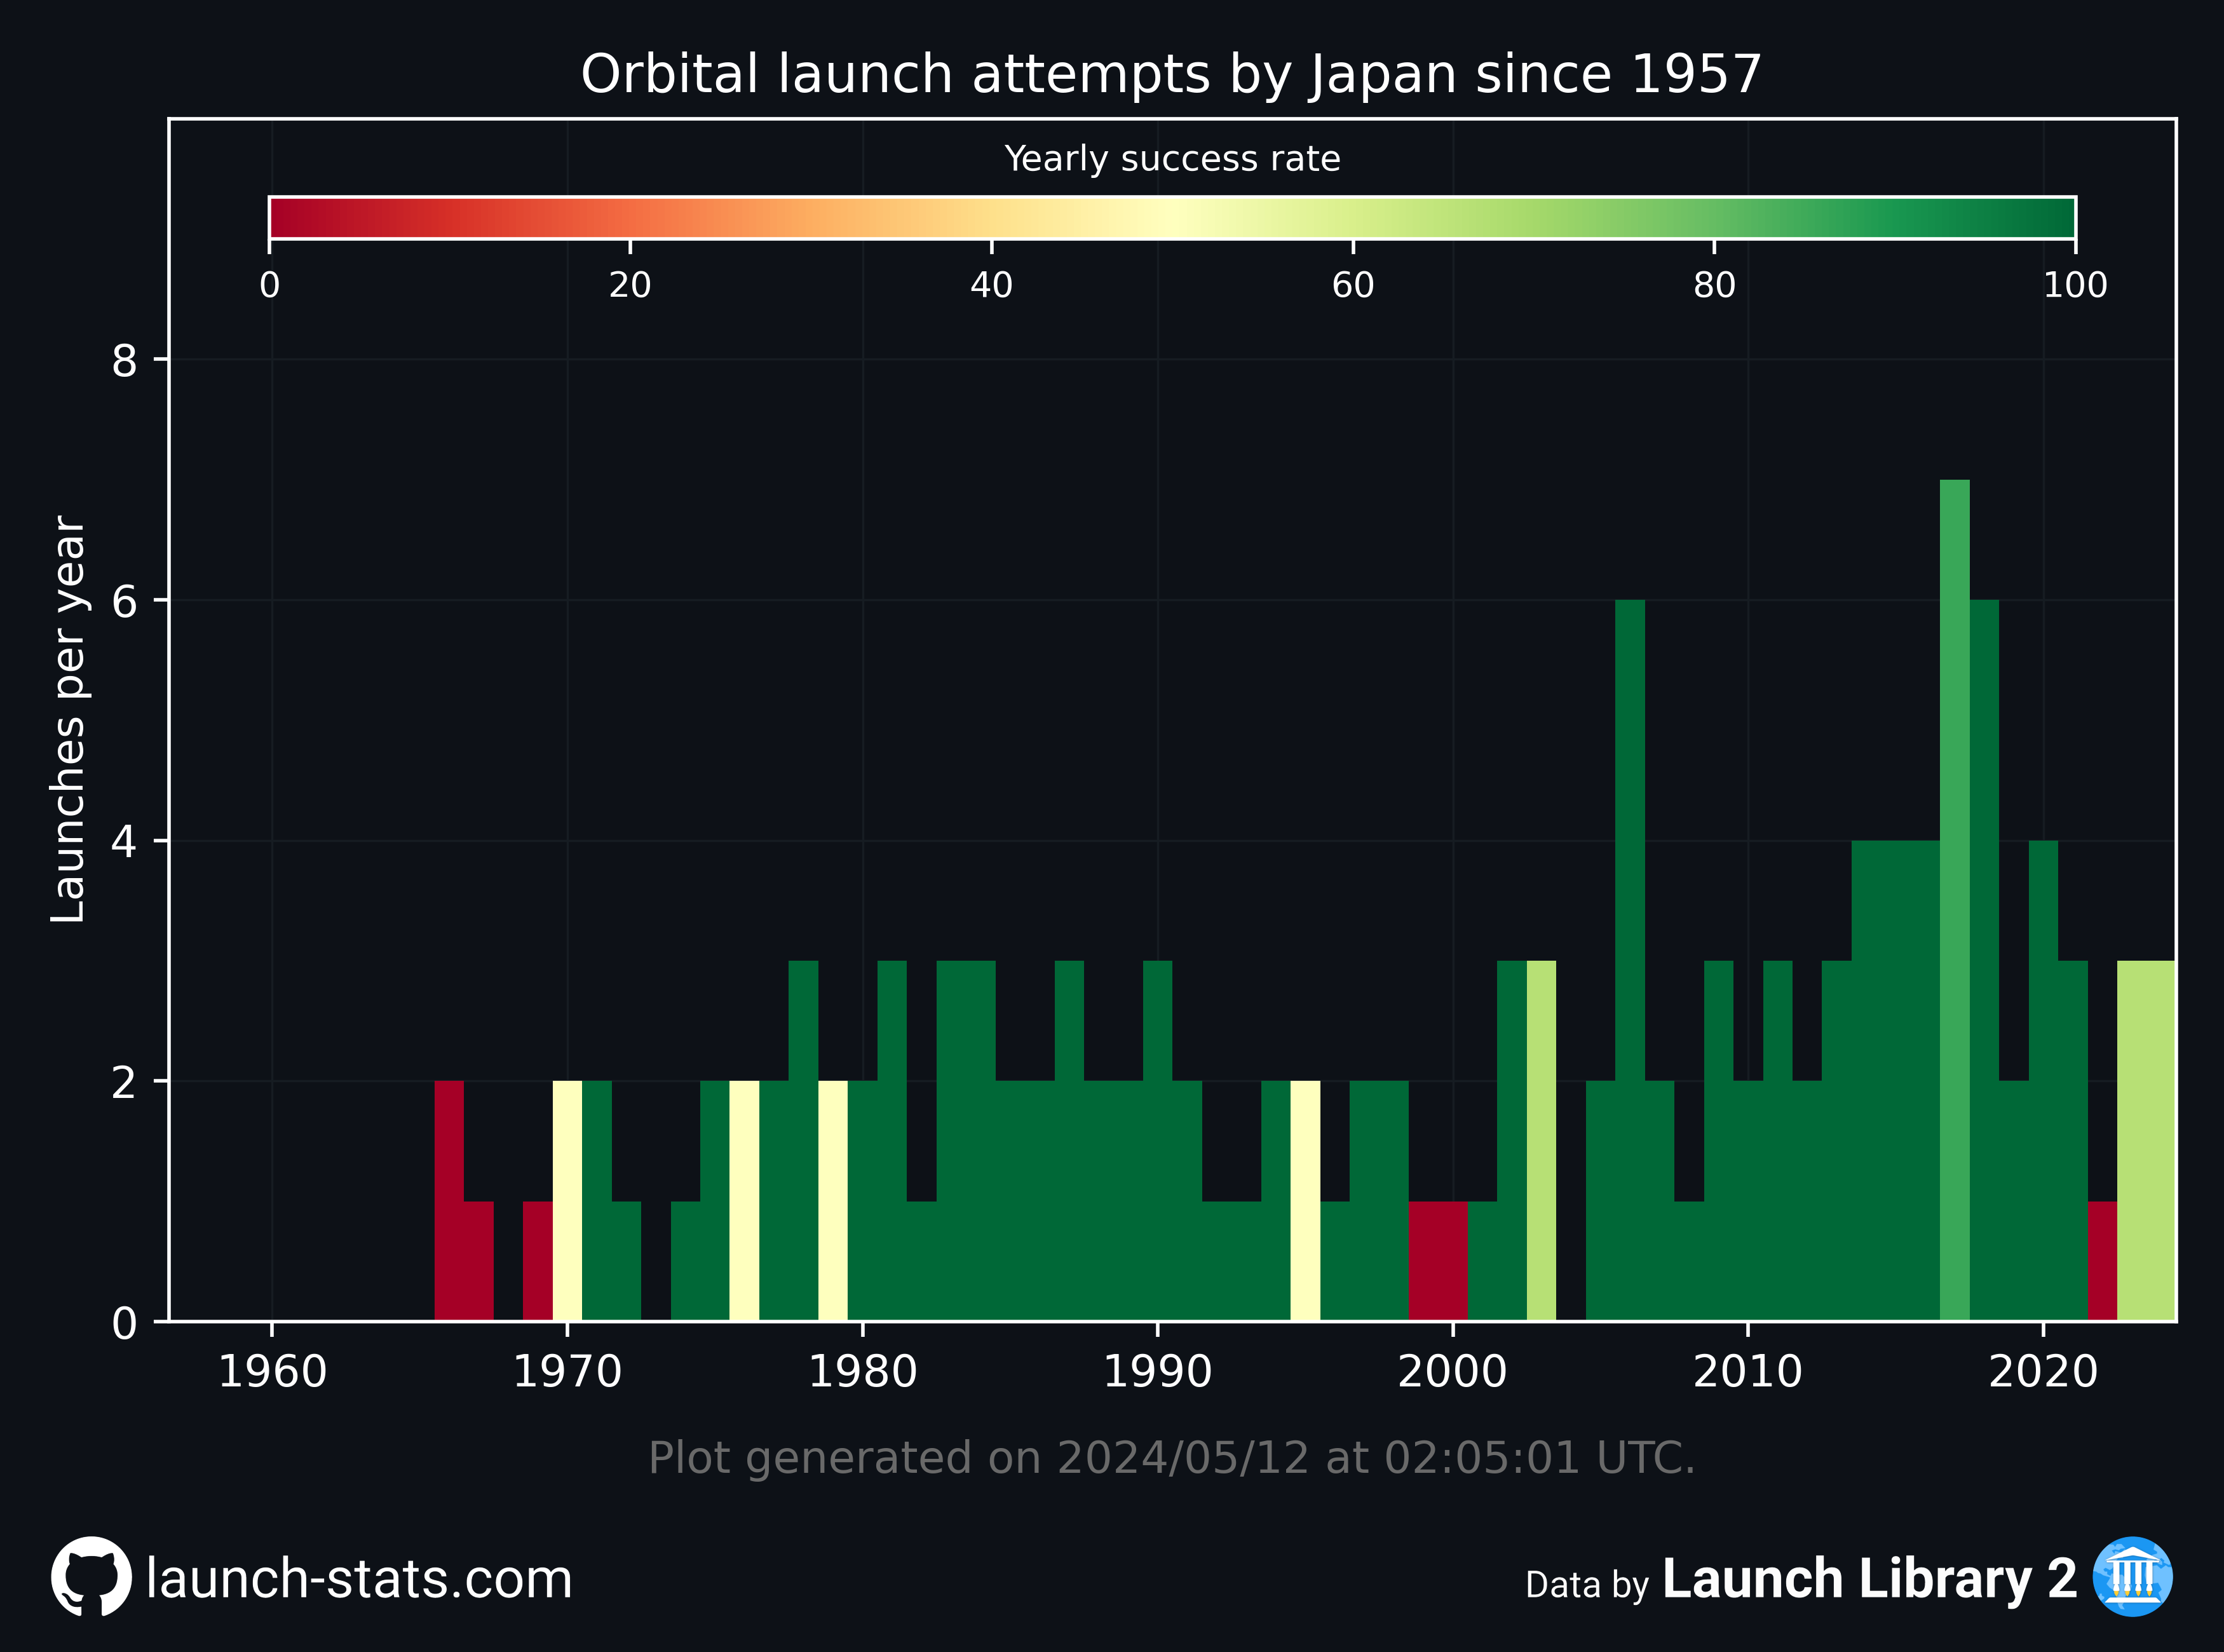 Orbital launch attempts by Japan since 1957
Yearly success rate
0 20 40 60 80 100
Launches per year
8
6
4
2
0
1960 1970 1980 1990 2000 2010 2020
Plot generated on 2024/05/12 at 02:05:01 UTC.
launch-stats.com
Data by Launch Library 2